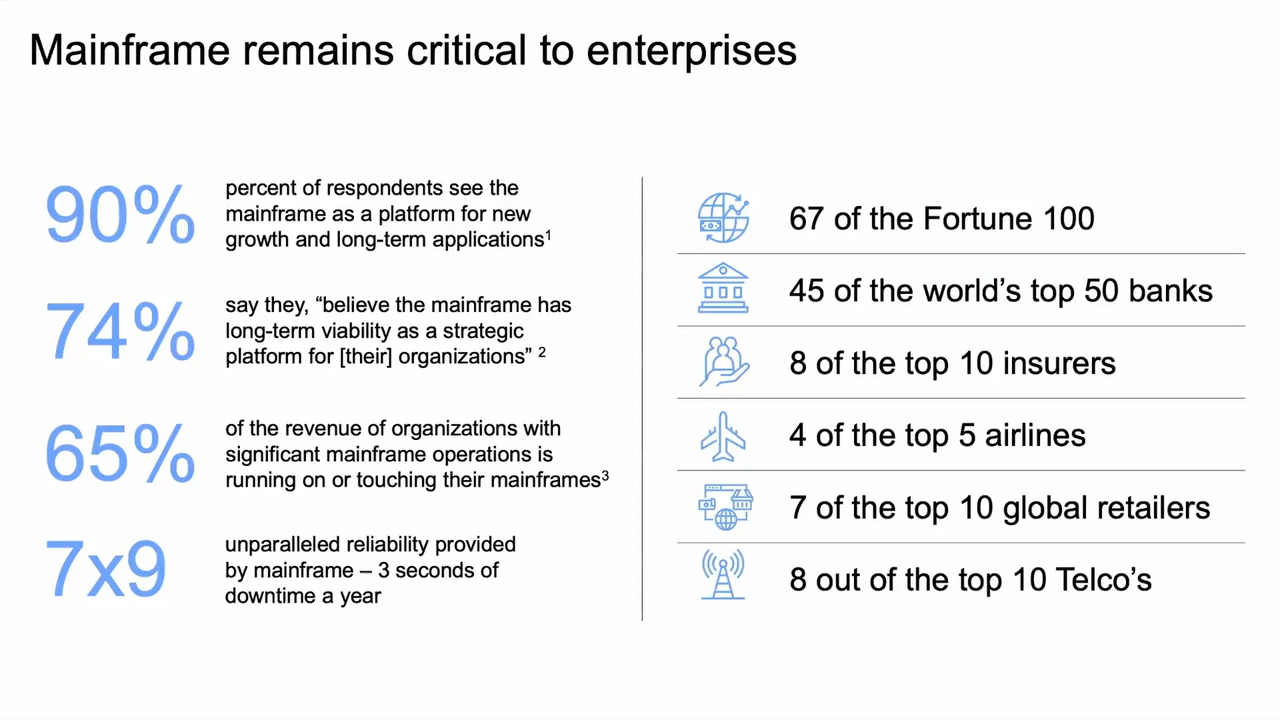 Mainframe remains critical to enterprises
90%
percent of respondents see the
mainframe as a platform for new
growth and long-term applications¹
74%
say they, “believe the mainframe has
long-term viability as a strategic
platform for [their] organizations” ²
65%
of the revenue of organizations with
significant mainframe operations is
running on or touching their mainframes³
7x9
unparalleled reliability provided
by mainframe – 3 seconds of
downtime a year
67 of the Fortune 100
45 of the world’s top 50 banks
8 of the top 10 insurers
4 of the top 5 airlines
7 of the top 10 global retailers
8 out of the top 10 Telco’s